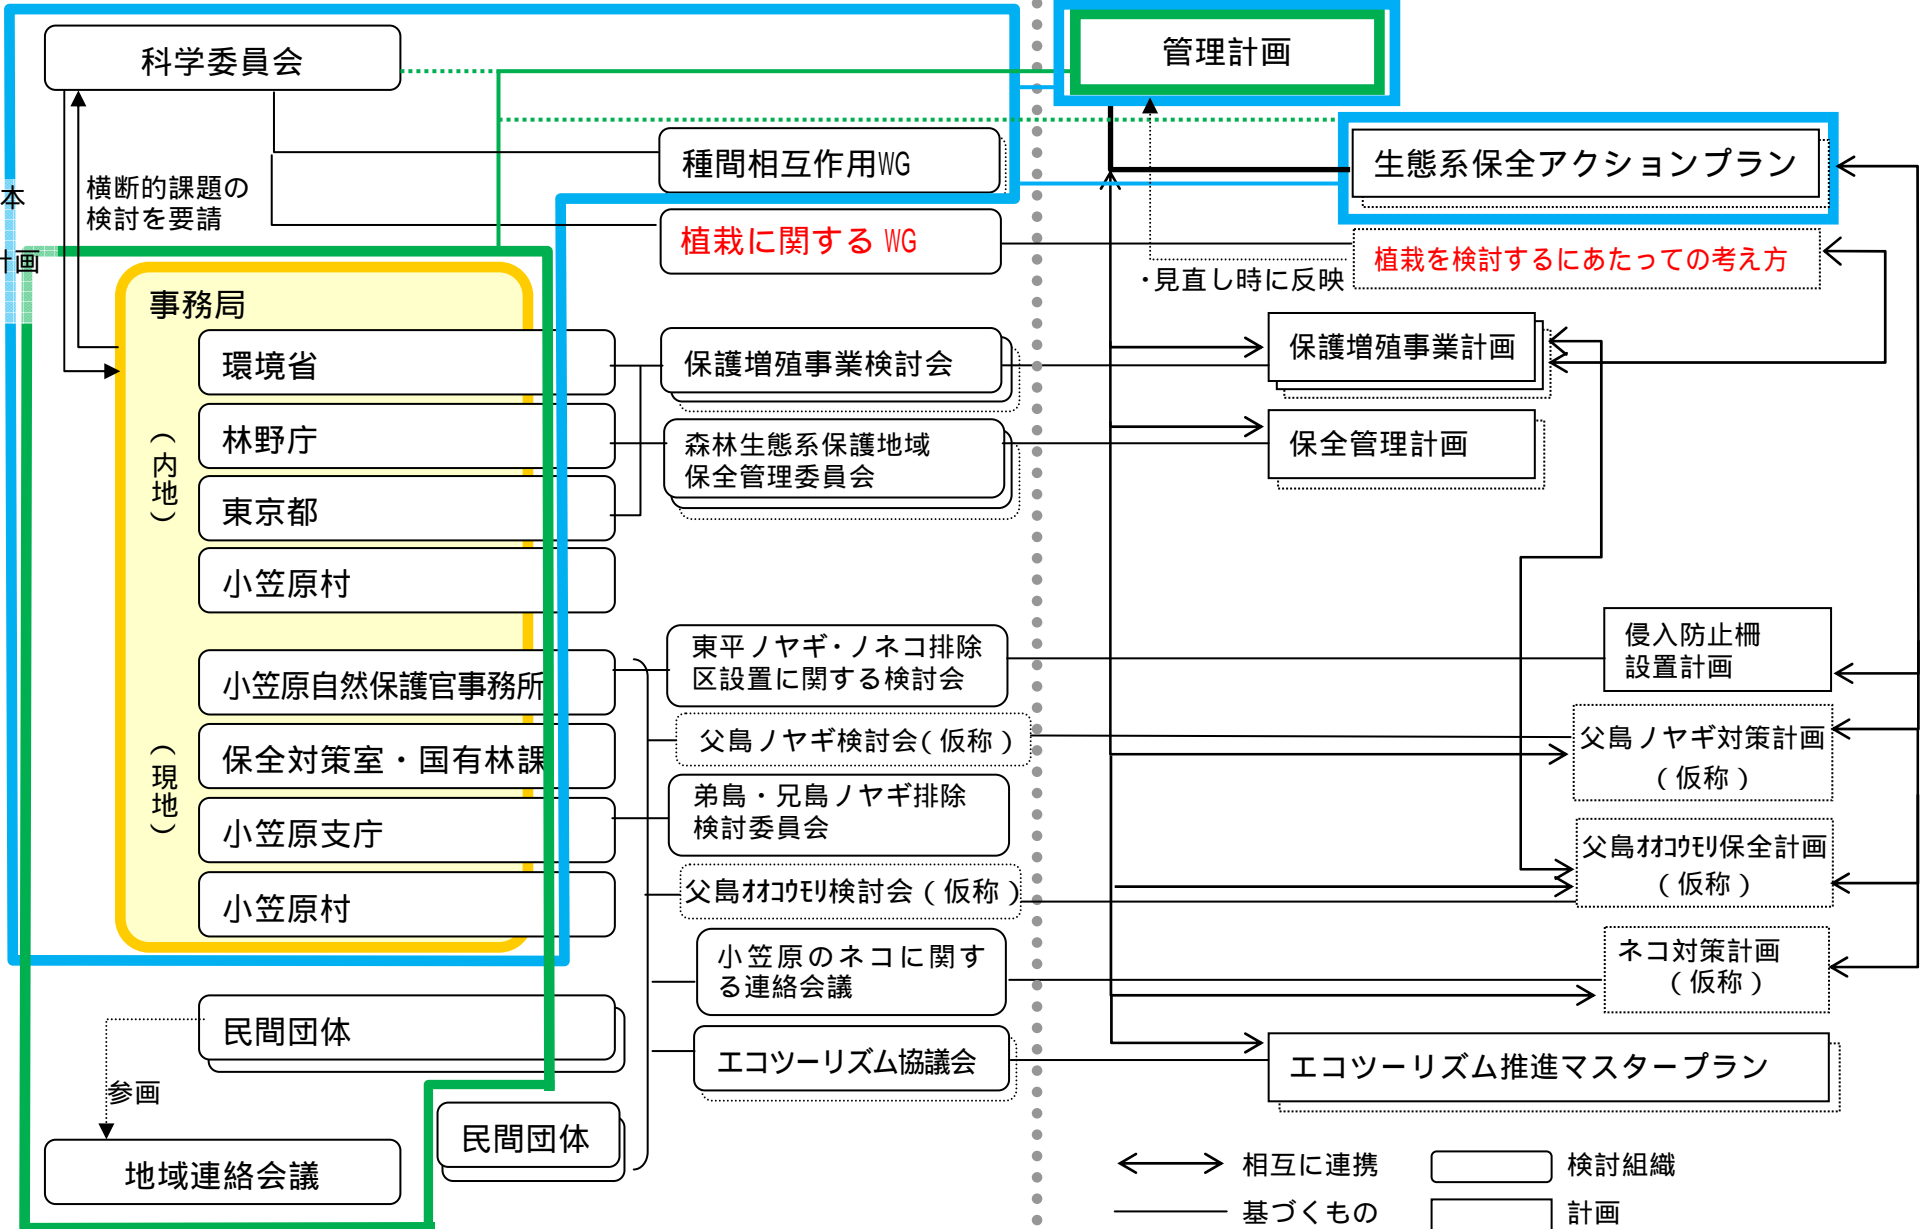 科学委員会
管理計画
種間相互作用WG
生態系保全アクションプラン
横断的課題の
検討を要請
本
計画
植栽に関する WG
植栽を検討するにあたっての考え方
・見直し時に反映
事務局
環境省
保護増殖事業検討会
保護増殖事業計画
(内地)
林野庁
森林生態系保護地域
保全管理委員会
保全管理計画
東京都
小笠原村
(現地)
小笠原自然保護官事務所
東平ノヤギ・ノネコ排除
区設置に関する検討会
侵入防止柵
設置計画
保全対策室・国有林課
父島ノヤギ検討会(仮称)
父島ノヤギ対策計画
(仮称)
小笠原支庁
弟島・兄島ノヤギ排除
検討委員会
父島オオコウモリ検討会(仮称)
父島オオコウモリ保全計画
(仮称)
小笠原村
小笠原のネコに関す
る連絡会議
ネコ対策計画
(仮称)
民間団体
エコツーリズム協議会
エコツーリズム推進マスタープラン
参画
民間団体
地域連絡会議
相互に連携
検討組織
基づくもの
計画